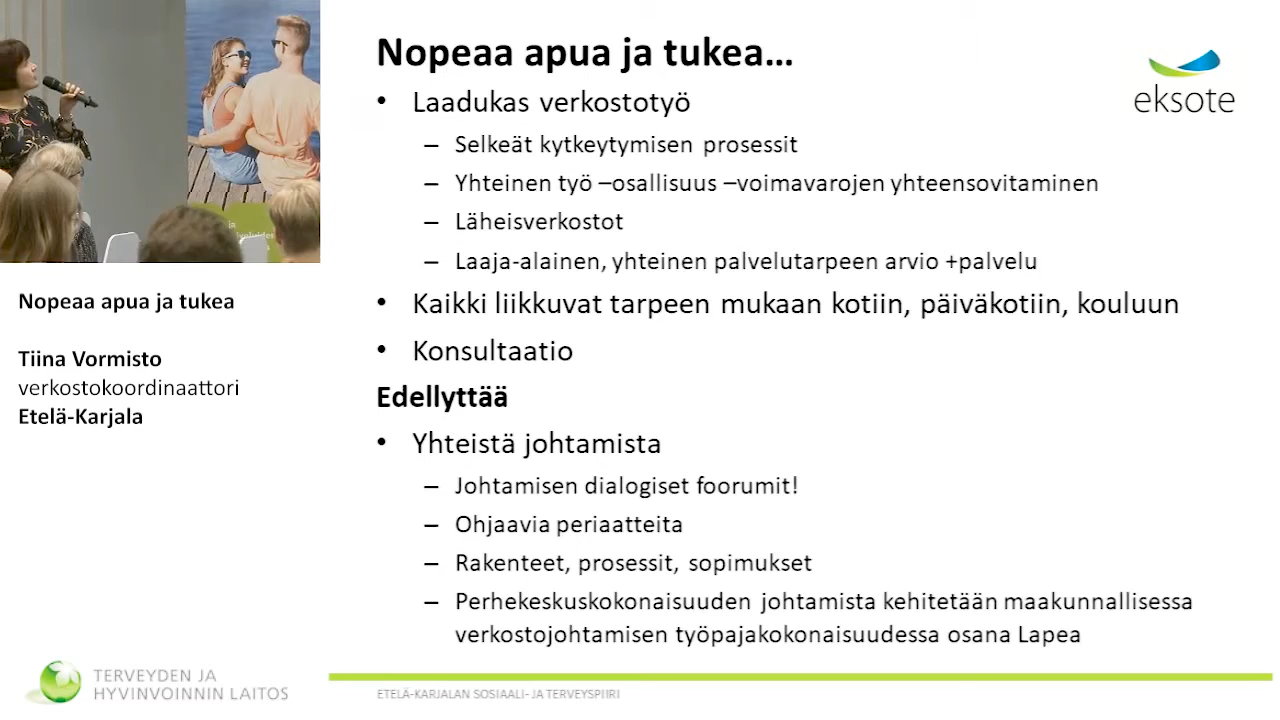 Nopeaa apua ja tukea...
eksote
• Laadukas verkostotyö
– Selkeät kytkeytymisen prosessit
– Yhteinen työ –osallisuus –voimavarojen yhteensovitaminen
– Läheisverkostot
– Laaja-alainen, yhteinen palvelutarpeen arvio +palvelu
• Kaikki liikkuvat tarpeen mukaan kotiin, päiväkotiin, kouluun
• Konsultaatio
Edellyttää
• Yhteistä johtamista
– Johtamisen dialogiset foorumit!
– Ohjaavia periaatteita
– Rakenteet, prosessit, sopimukset
– Perhekeskuskokonaisuuden johtamista kehitetään maakunnallisessa
verkostojohtamisen työpajakokonaisuudessa osana Lapea
Nopeaa apua ja tukea
Tiina Vormisto
verkostokoordinaattori
Etelä-Karjala
TERVEYDEN JA
HYVINVOINNIN LAITOS
ETELÄ-KARJALAN SOSIAALI- JA TERVEYSPIIRI